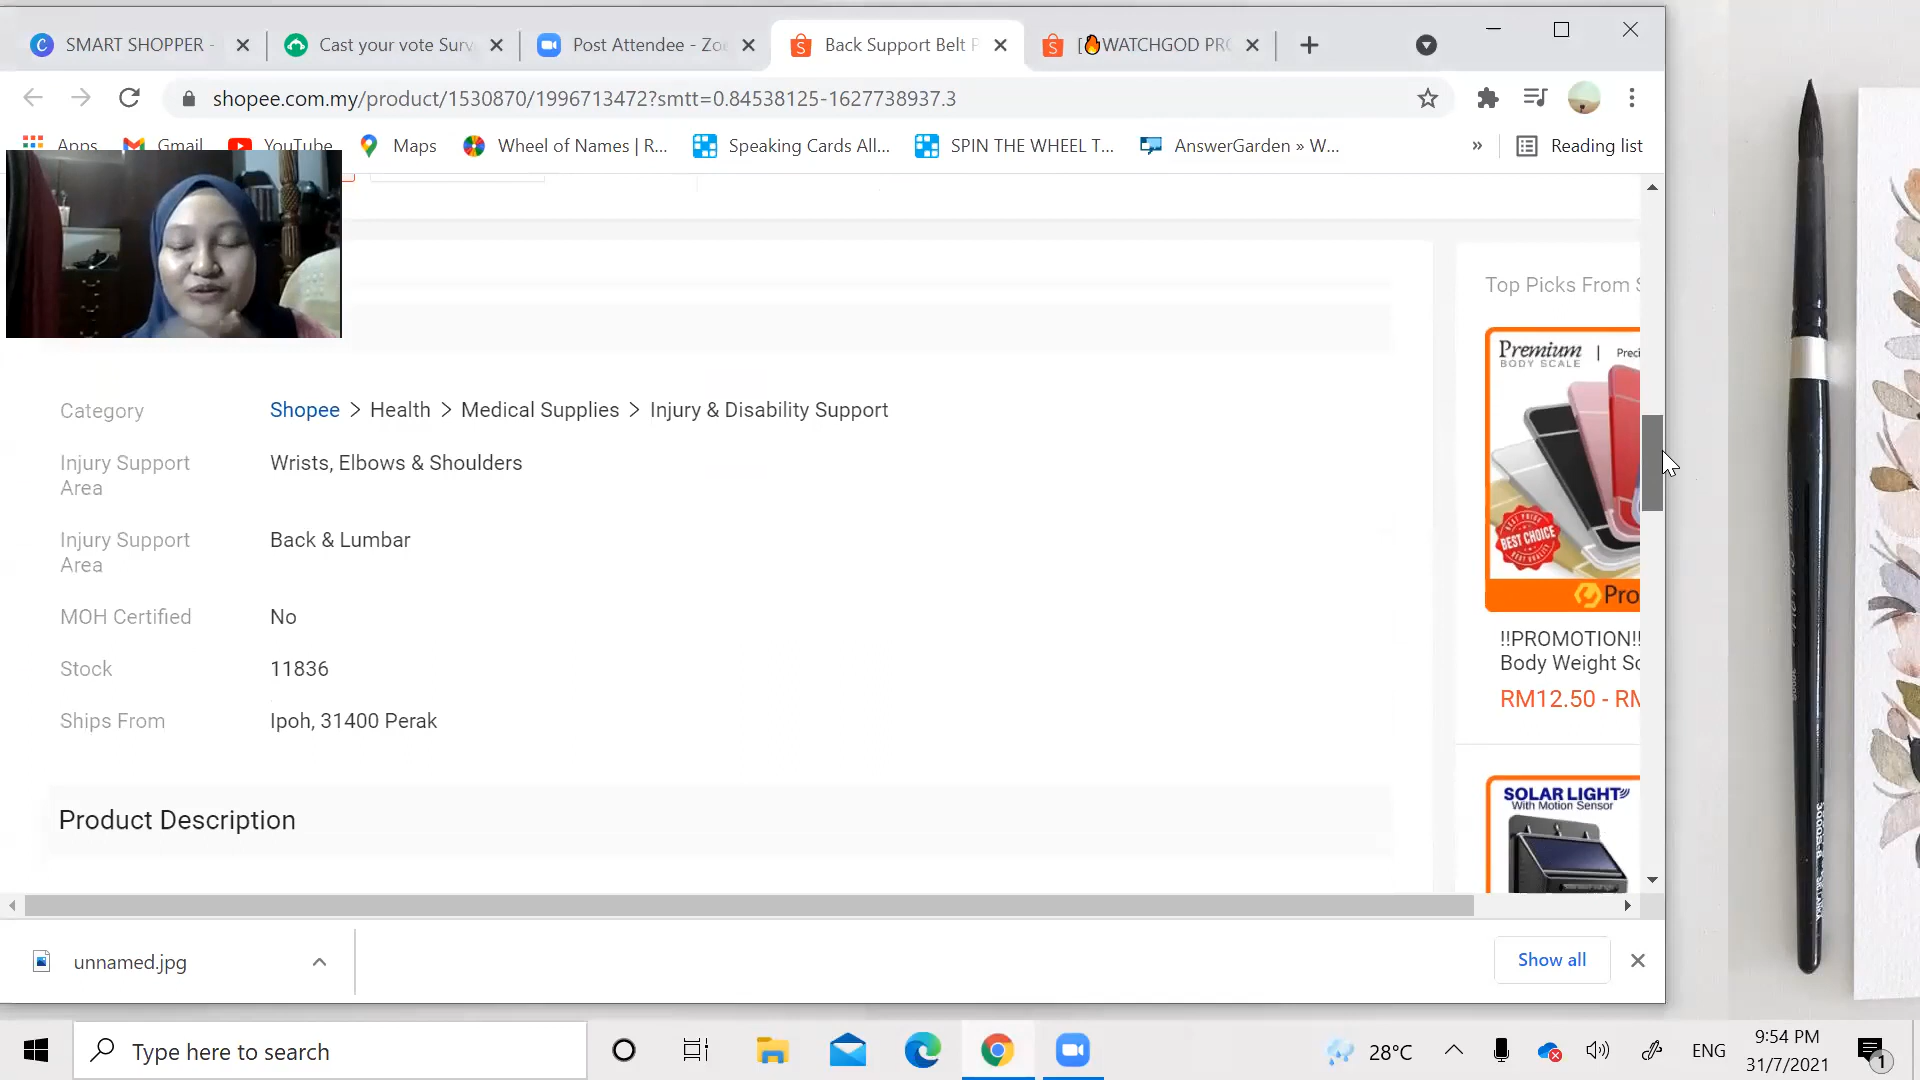 SMART SHOPPER -
Cast your vote Surv
Post Attendee - Zoo
Back Support Belt P
[🔥WATCHGOD PRO
shopee.com.my/product/1530870/1996713472?smtt=0.84538125-1627738937.3
Apps
Gmail
YouTube
Maps
Wheel of Names | R...
Speaking Cards All...
SPIN THE WHEEL T...
AnswerGarden » W...
»
Reading list
Top Picks From S
Premium | Preci
BODY SCALE
BEST CHOICE
Pro
!!PROMOTION!!
Body Weight Sc
RM12.50 - RM
Category
Shopee > Health > Medical Supplies > Injury & Disability Support
Injury Support
Area
Wrists, Elbows & Shoulders
Injury Support
Area
Back & Lumbar
MOH Certified
No
Stock
11836
Ships From
Ipoh, 31400 Perak
SOLAR LIGHT
With Motion Sensor
Product Description
unnamed.jpg
Show all
Type here to search
28°C
ENG
9:54 PM
31/7/2021
1